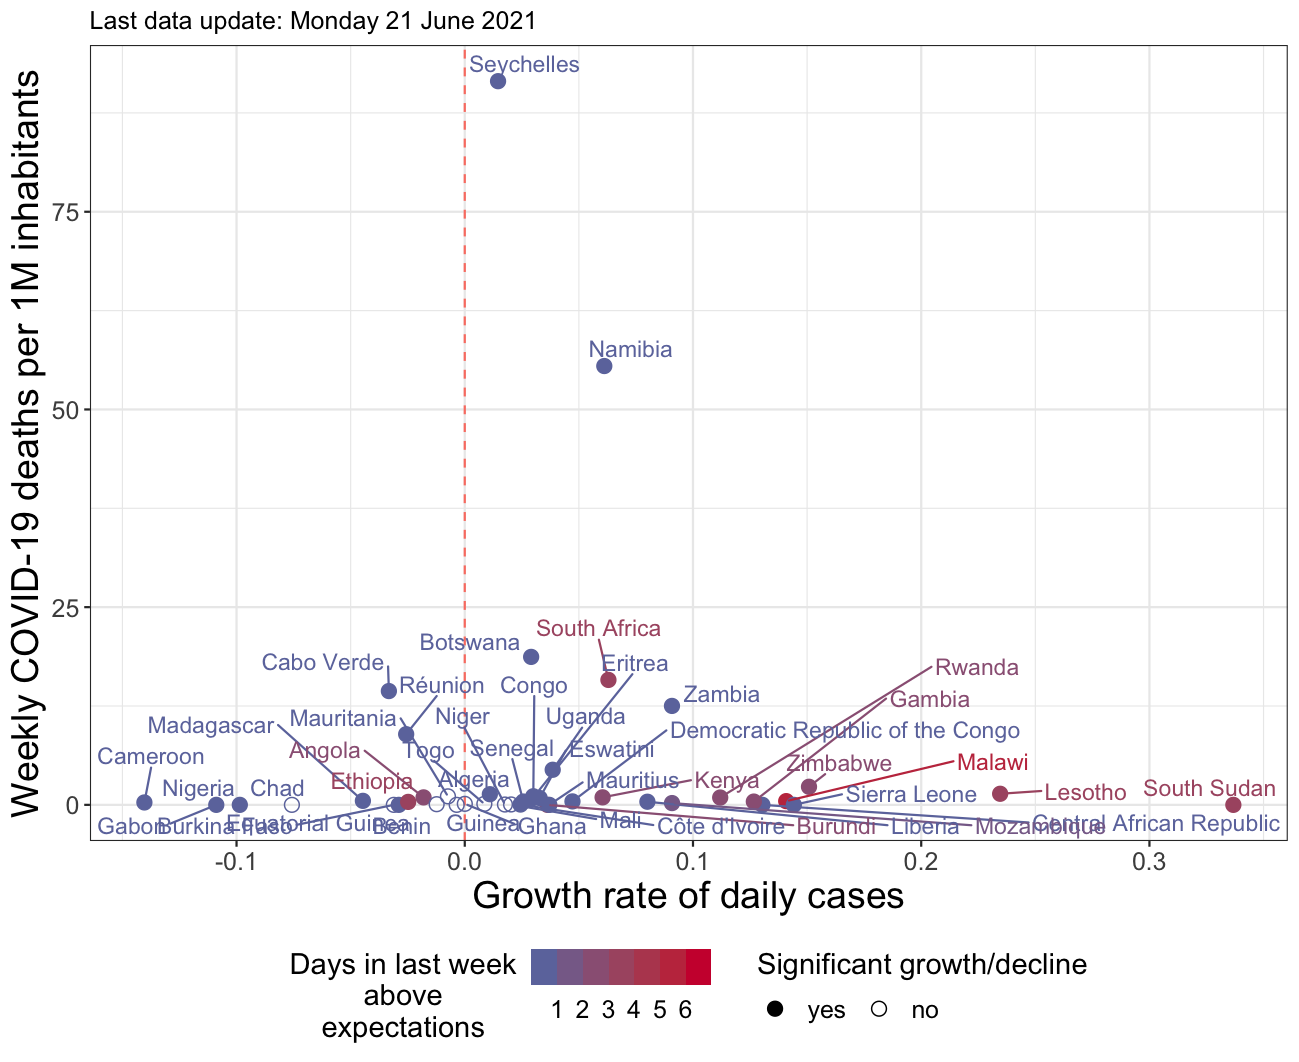 Last data update: Monday 21 June 2021
Weekly COVID-19 deaths per 1M inhabitants
75
50
25
0
Seychelles
Namibia
South Africa
Botswana
Cabo Verde
Eritrea
Rwanda
Réunion
Congo
Zambia
Gambia
Mauritania
Niger
Uganda
Madagascar
Democratic Republic of the Congo
Angola
Togo
Senegal
Eswatini
Cameroon
Zimbabwe
Malawi
Ethiopia
Algeria
Mauritius
Kenya
Nigeria
Chad
Sierra Leone
Lesotho
South Sudan
Gabon
Burkina Faso
Equatorial Guinea
Benin
Guinea
Ghana
Mali
Côte d'Ivoire
Burundi
Liberia
Mozambique
Central African Republic
-0.1
0.0
0.1
0.2
0.3
Growth rate of daily cases
Days in last week
above
expectations
1 2 3 4 5 6
Significant growth/decline
yes
no